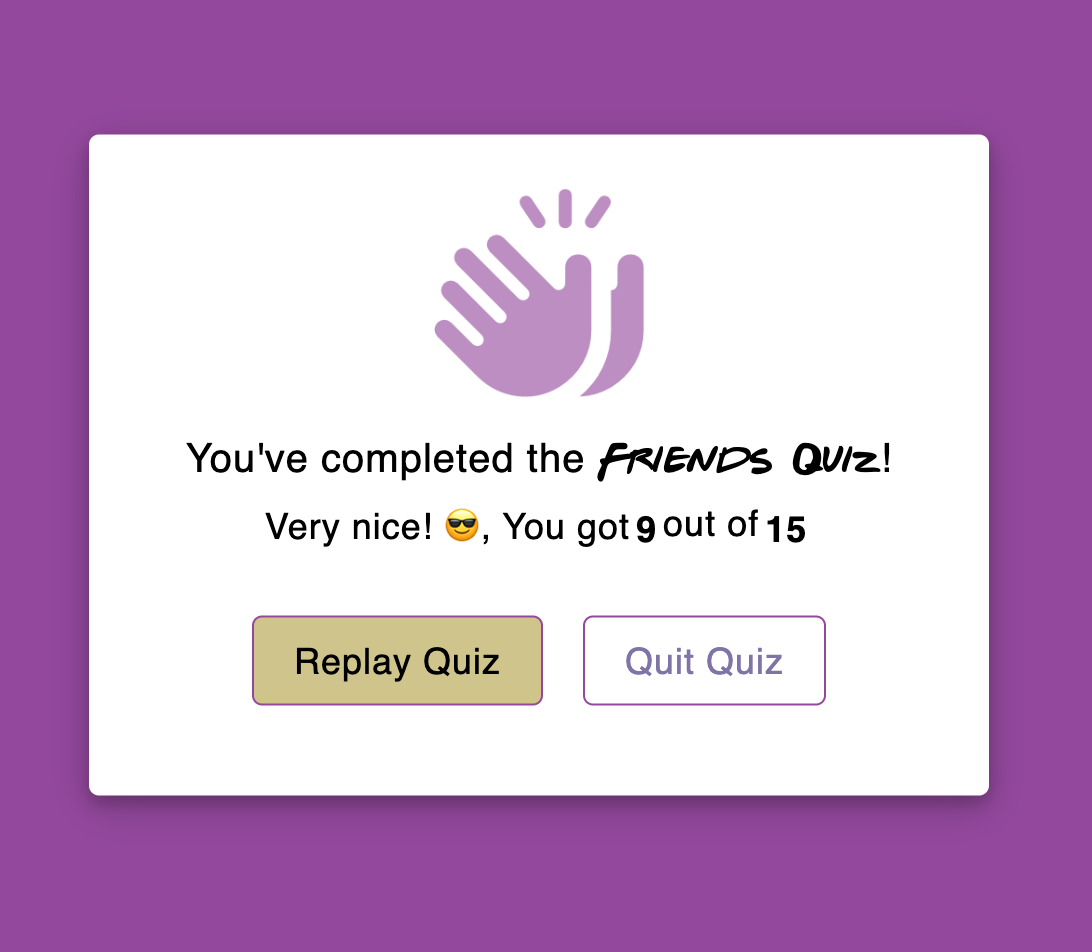 You've completed the Friends Quiz!
Very nice! 😎, You got 9 out of 15
Replay Quiz
Quit Quiz